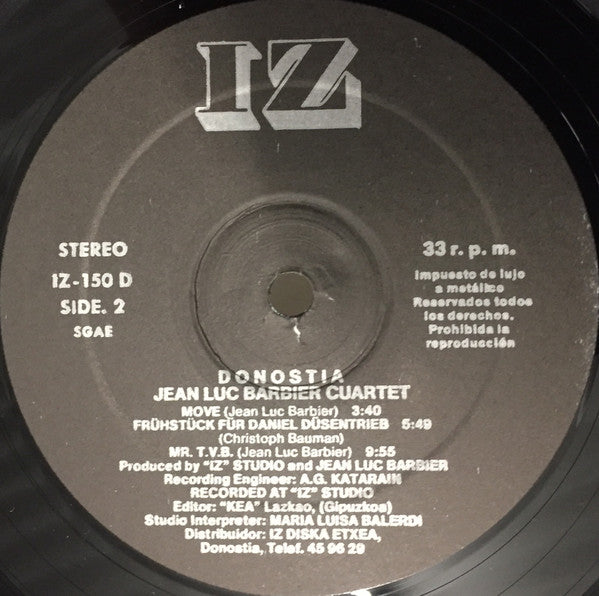 IZ
STEREO
IZ-150 D
SIDE. 2
SGAE
33 r. p. m.
Impuesto de lujo
a metálico
Reservados todos
los derechos.
Prohibida la
reproducción
DONOSTIA
JEAN LUC BARBIER CUARTET
MOVE (Jean Luc Barbier) 3:40
FRÜHSTÜCK FÜR DANIEL DÜSENTRIEB 5:49
(Christoph Bauman)
MR. T.V.B. (Jean Luc Barbier) 9:55
Produced by "IZ" STUDIO and JEAN LUC BARBIER
Recording Engineer: A.G. KATARAIN
RECORDED AT "IZ" STUDIO
Editor: "KEA" Lazkao, (Gipuzkoa)
Studio Interpreter: MARIA LUISA BALERDI
Distribuidor: IZ DISKA ETXEA,
Donostia, Telef. 45 96 29